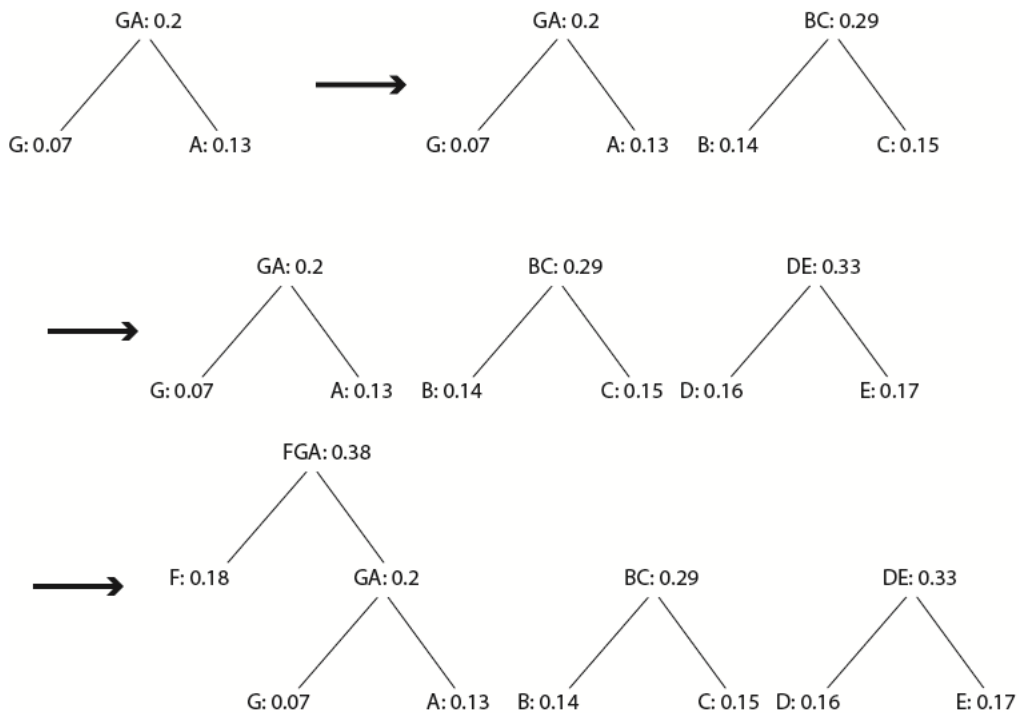 GA: 0.2 GA: 0.2 BC: 0.29
G: 0.07 A: 0.13 G: 0.07 A: 0.13 B: 0.14 C: 0.15
GA: 0.2 BC: 0.29 DE: 0.33
G: 0.07 A: 0.13 B: 0.14 C: 0.15 D: 0.16 E: 0.17
FGA: 0.38
F: 0.18 GA: 0.2 BC: 0.29 DE: 0.33
G: 0.07 A: 0.13 B: 0.14 C: 0.15 D: 0.16 E: 0.17